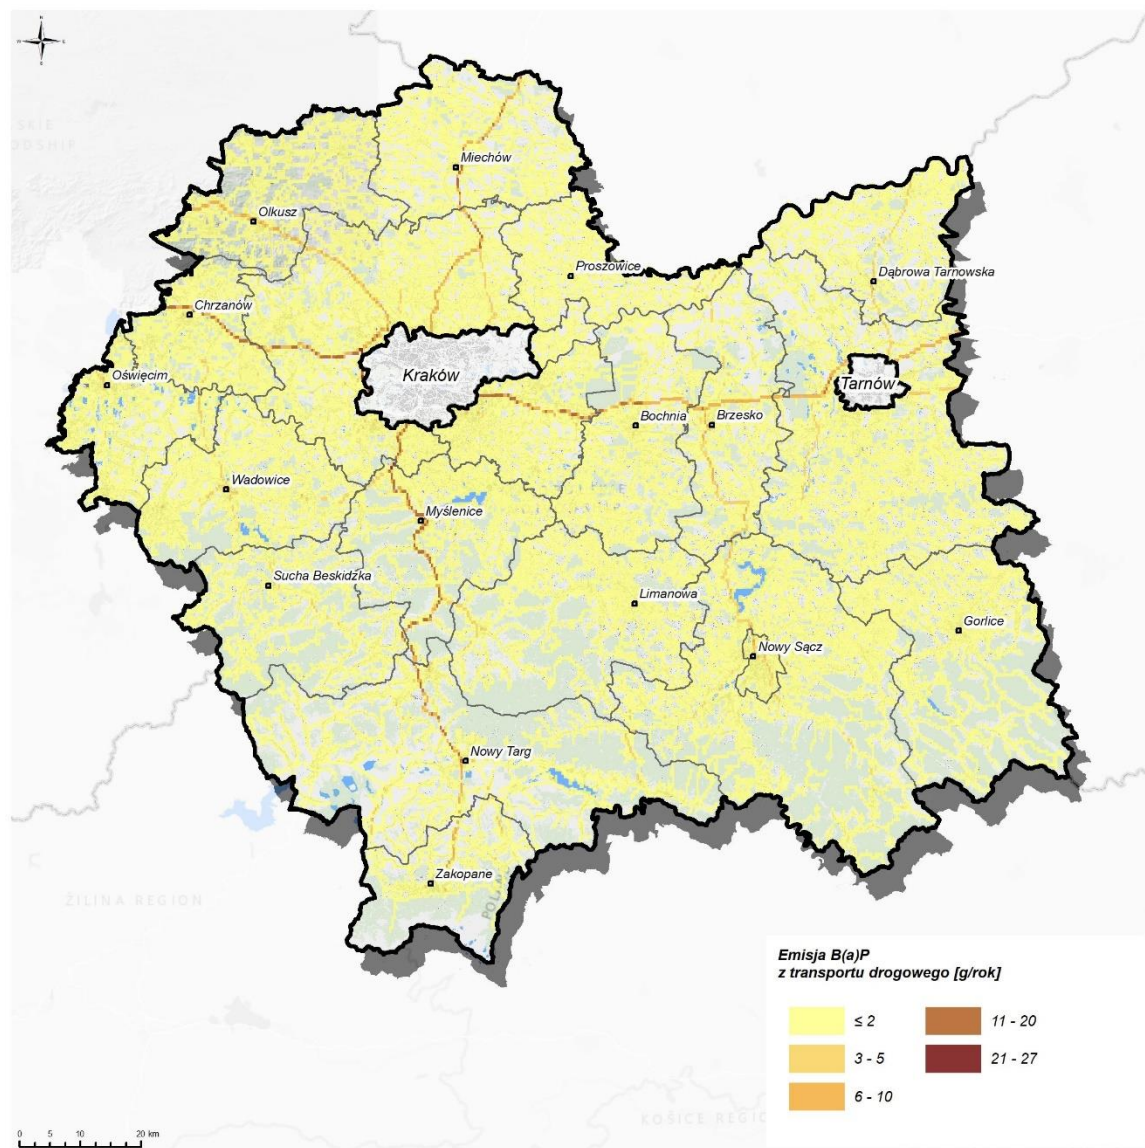 SKIE
Miechów
Olkusz
Proszowice
Dąbrowa Tarnowska
Chrzanów
Oświęcim
Kraków
Tarnów
Bochnia
Brzesko
Wadowice
Myślenice
Sucha Beskidzka
Limanowa
Gorlice
Nowy Sącz
Nowy Targ
Zakopane
ŽILINA REGION
Emisja B(a)P
z transportu drogowego [g/rok]
≤ 2
11 - 20
3 - 5
21 - 27
6 - 10
0 5 10 20 km